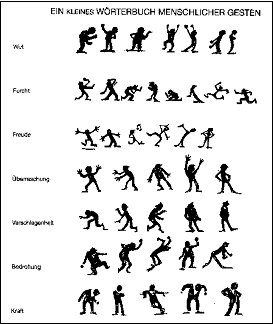 EIN KLEINES WÖRTERBUCH MENSCHLICHER GESTEN
Wut
Furcht
Freude
Überraschung
Verschlagenheit
Bedrohung
Kraft